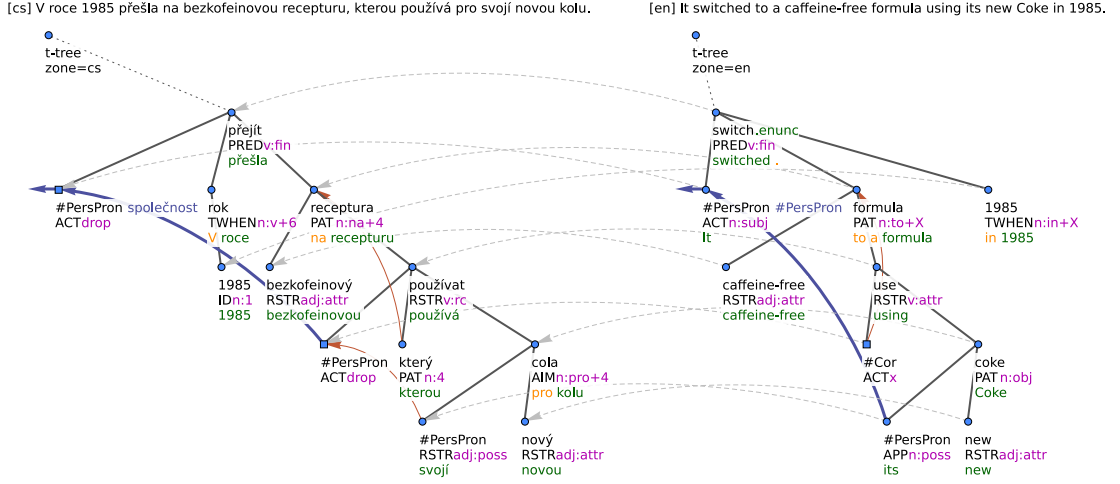 [cs] V roce 1985 přešla na bezkofeinovou recepturu, kterou používá pro svojí novou kolu.
[en] It switched to a caffeine-free formula using its new Coke in 1985.
t-tree
zone=cs
přejít
PREDv:fin
přešla
#PersPron společnost
ACTdrop
rok
TWHENn:v+6
V roce
receptura
PATn:na+4
na recepturu
1985
IDn:1
1985
bezkofeinový
RSTRadj:attr
bezkofeinovou
používat
RSTRv:rc
používá
#PersPron
ACTdrop
který
PATn:4
kterou
cola
AIMn:pro+4
pro kolu
#PersPron
RSTRadj:poss
svojí
nový
RSTRadj:attr
novou
t-tree
zone=en
switch.enunc
PREDv:fin
switched .
#PersPron #PersPron
ACTn:subj
It
formula
PATn:to+X
to a formula
1985
TWHENn:in+X
in 1985
caffeine-free
RSTRadj:attr
caffeine-free
use
RSTRv:attr
using
#Cor
ACTx
coke
PATn:obj
Coke
#PersPron
APPn:poss
its
new
RSTRadj:attr
new